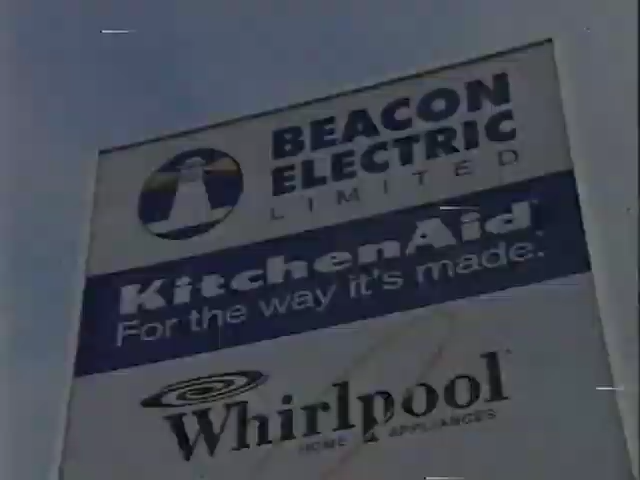 BEACON
ELECTRIC
LIMITED
KitchenAid
For the way it's made.
Whirlpool
HOME APPLIANCES